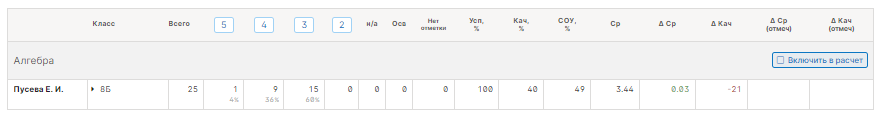 Класс Всего 5 4 3 2 н/а Осв Нет отметки Усп, % Кач, % СОУ, % Ср Δ Ср Δ Кач Δ Ср (отмеч) Δ Кач (отмеч)
Алгебра Включить в расчет
Пусева Е. И. 8Б 25 1 9 15 0 0 0 0 100 40 49 3.44 0.03 -21
4% 36% 60%